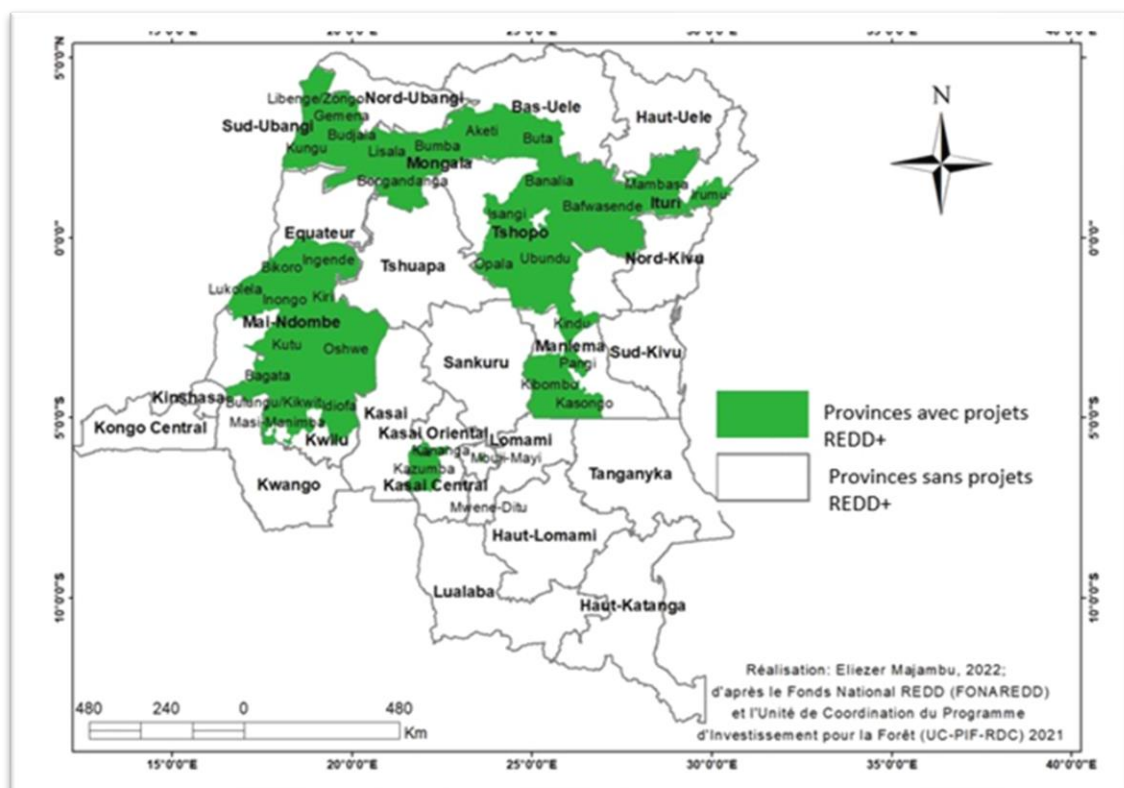 20°0'0"E
25°0'0"E
30°0'0"E
35°0'0"E
5°0'0"N
N
Libenge/Zongo
Nord-Ubangi
Bas-Uele
Haut-Uele
Gemena
Sud-Ubangi
Budjala
Aketi
Buta
Kungu
Lisala
Bumba
Mongala
Bongandanga
Banalia
Mambasa
Irumu
Bafwasende
Ituri
Isangi
Equateur
Tshopo
0°0'0"
0°0'0"
Bikoro
Ingende
Tshuapa
Opala
Ubundu
Nord-Kivu
Lukolela
Inongo
Kiri
Mai-Ndombe
Kindu
Kutu
Oshwe
Sankuru
Maniema
Sud-Kivu
Pangi
Bagata
Kibombo
Kinshasa
Bulungu/Kikwit
Idiofa
Kasongo
5°0'0"S
5°0'0"S
Kongo Central
Masi-Manimba
Kwilu
Kasai
Kasai Oriental
Lomami
Kananga
Mbuji-Mayi
Kazumba
Tanganyka
Kwango
Kasai Central
Mwene-Ditu
Haut-Lomami
Lualaba
Haut-Katanga
10°0'0"S
10°0'0"S
Provinces avec projets
REDD+
Provinces sans projets
REDD+
Réalisation: Eliezer Majambu, 2022;
d'après le Fonds National REDD (FONAREDD)
et l'Unité de Coordination du Programme
d'Investissement pour la Forêt (UC-PIF-RDC) 2021
480 240 0 480
Km
15°0'0"E
20°0'0"E
25°0'0"E
30°0'0"E
35°0'0"E
40°0'0"E